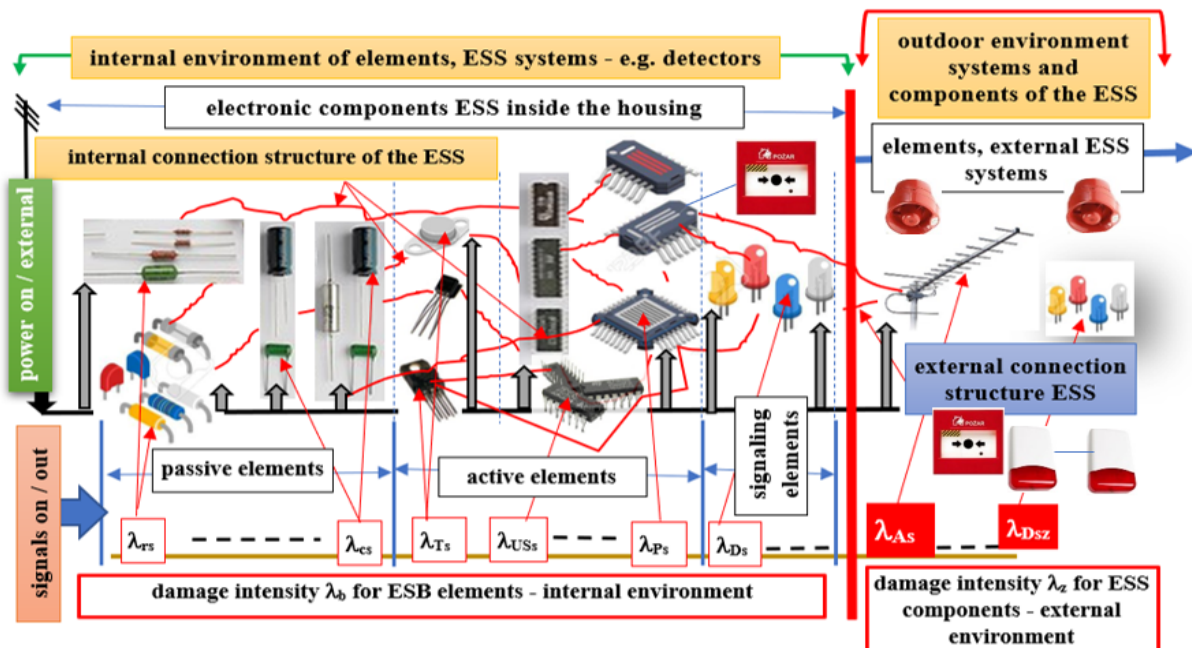 internal environment of elements, ESS systems - e.g. detectors
outdoor environment
systems and
components of the ESS
electronic components ESS inside the housing
internal connection structure of the ESS
elements, external ESS
systems
power on / external
POŻAR
external connection
structure ESS
POŻAR
passive elements
active elements
signaling
elements
signals on / out
λrs
λcs
λTs
λUSs
λPs
λDs
λAs
λDsz
damage intensity λb for ESB elements - internal environment
damage intensity λz for ESS
components - external
environment